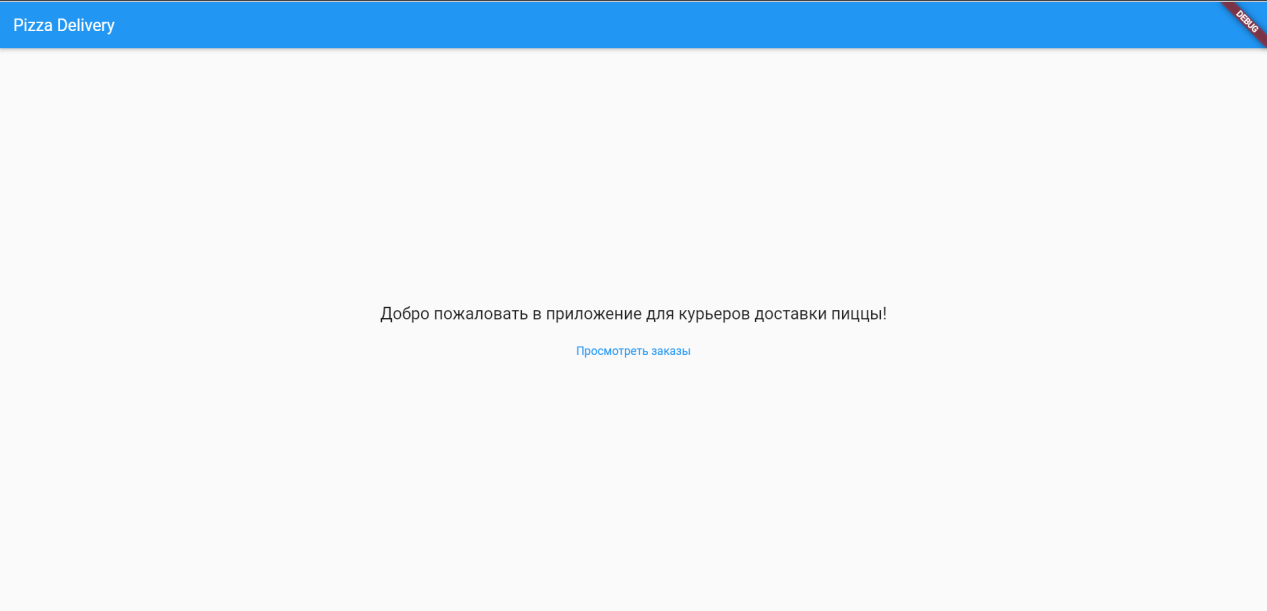 Pizza Delivery
DEBUG
Добро пожаловать в приложение для курьеров доставки пиццы!
Просмотреть заказы